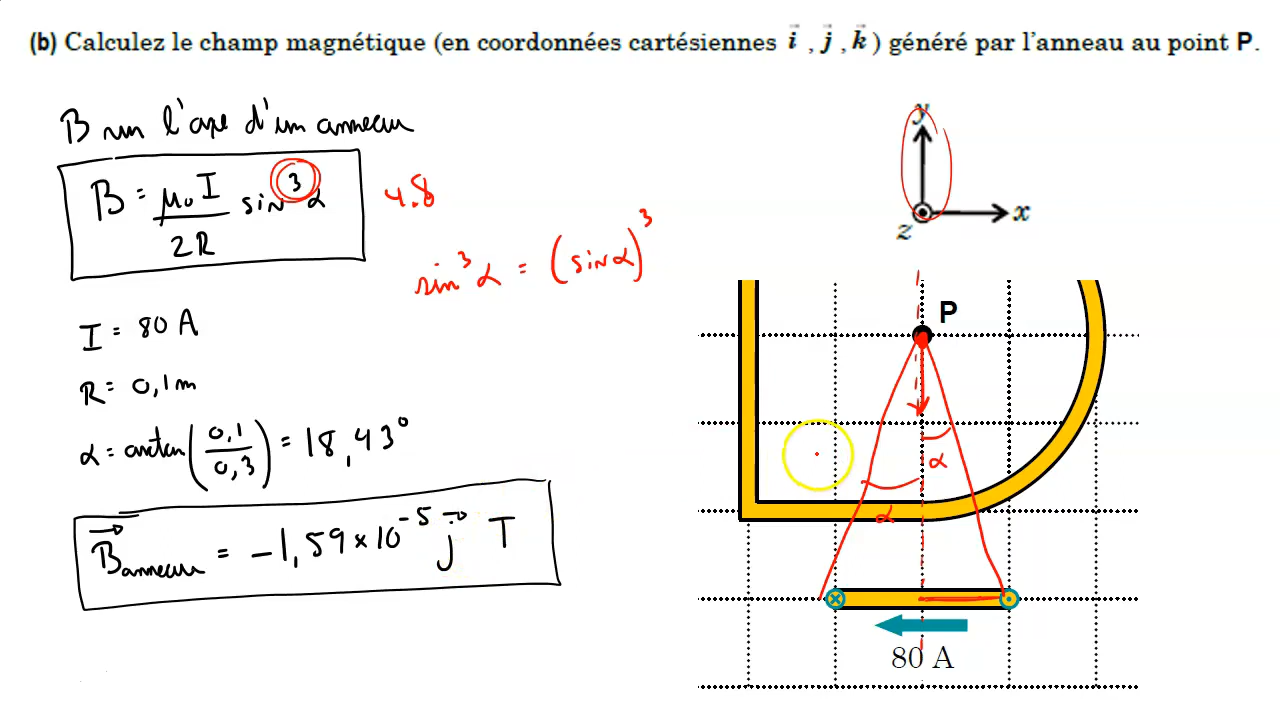 (b) Calculez le champ magnétique (en coordonnées cartésiennes i⃗ , j⃗ , k⃗ ) généré par l'anneau au point P.
B sur l'axe d'un anneau
B = μ₀ I / 2R sin³ α
4.8
sin³ α = (sin α)³
I = 80 A
R = 0,1 m
α = arctan (0,1 / 0,3) = 18,43°
B⃗anneau = -1,59 × 10⁻⁵ j⃗ T
y
x
z
P
α
α
80 A